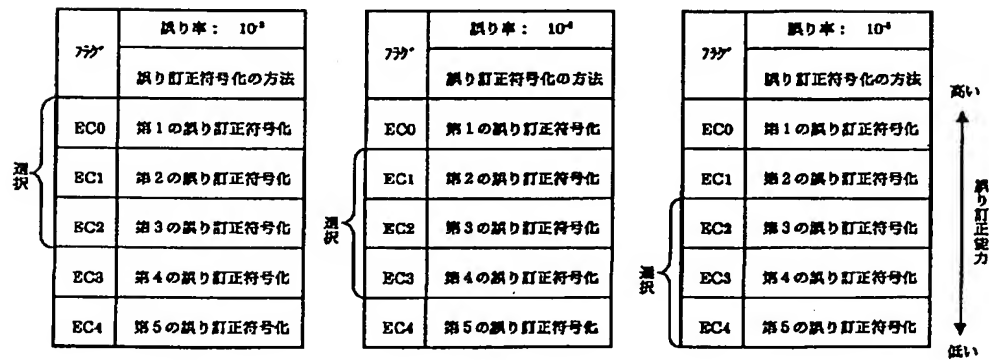 フラグ
誤り率： 10⁻³
誤り訂正符号化の方法
EC0 第1の誤り訂正符号化
EC1 第2の誤り訂正符号化
EC2 第3の誤り訂正符号化
EC3 第4の誤り訂正符号化
EC4 第5の誤り訂正符号化
選択
フラグ
誤り率：
誤り訂正符号化の方法
EC0 第1の誤り訂正符号化
EC1 第2の誤り訂正符号化
EC2 第3の誤り訂正符号化
EC3 第4の誤り訂正符号化
EC4 第5の誤り訂正符号化
選択
フラグ
誤り率：
誤り訂正符号化の方法
EC0 第1の誤り訂正符号化
EC1 第2の誤り訂正符号化
EC2 第3の誤り訂正符号化
EC3 第4の誤り訂正符号化
EC4 第5の誤り訂正符号化
選択
高い
誤り訂正能力
低い